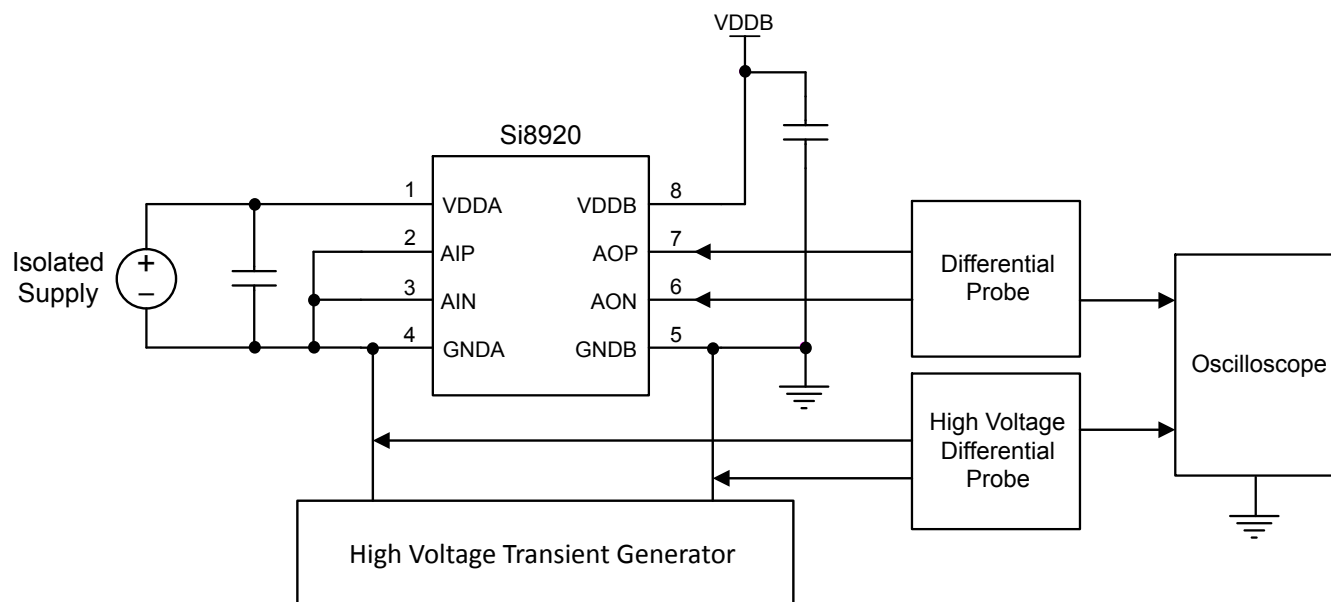 VDDB
Si8920
1
VDDA
VDDB
8
2
AIP
AOP
7
3
AIN
AON
6
4
GNDA
GNDB
5
Isolated
Supply
+
−
Differential
Probe
High Voltage
Differential
Probe
Oscilloscope
High Voltage Transient Generator